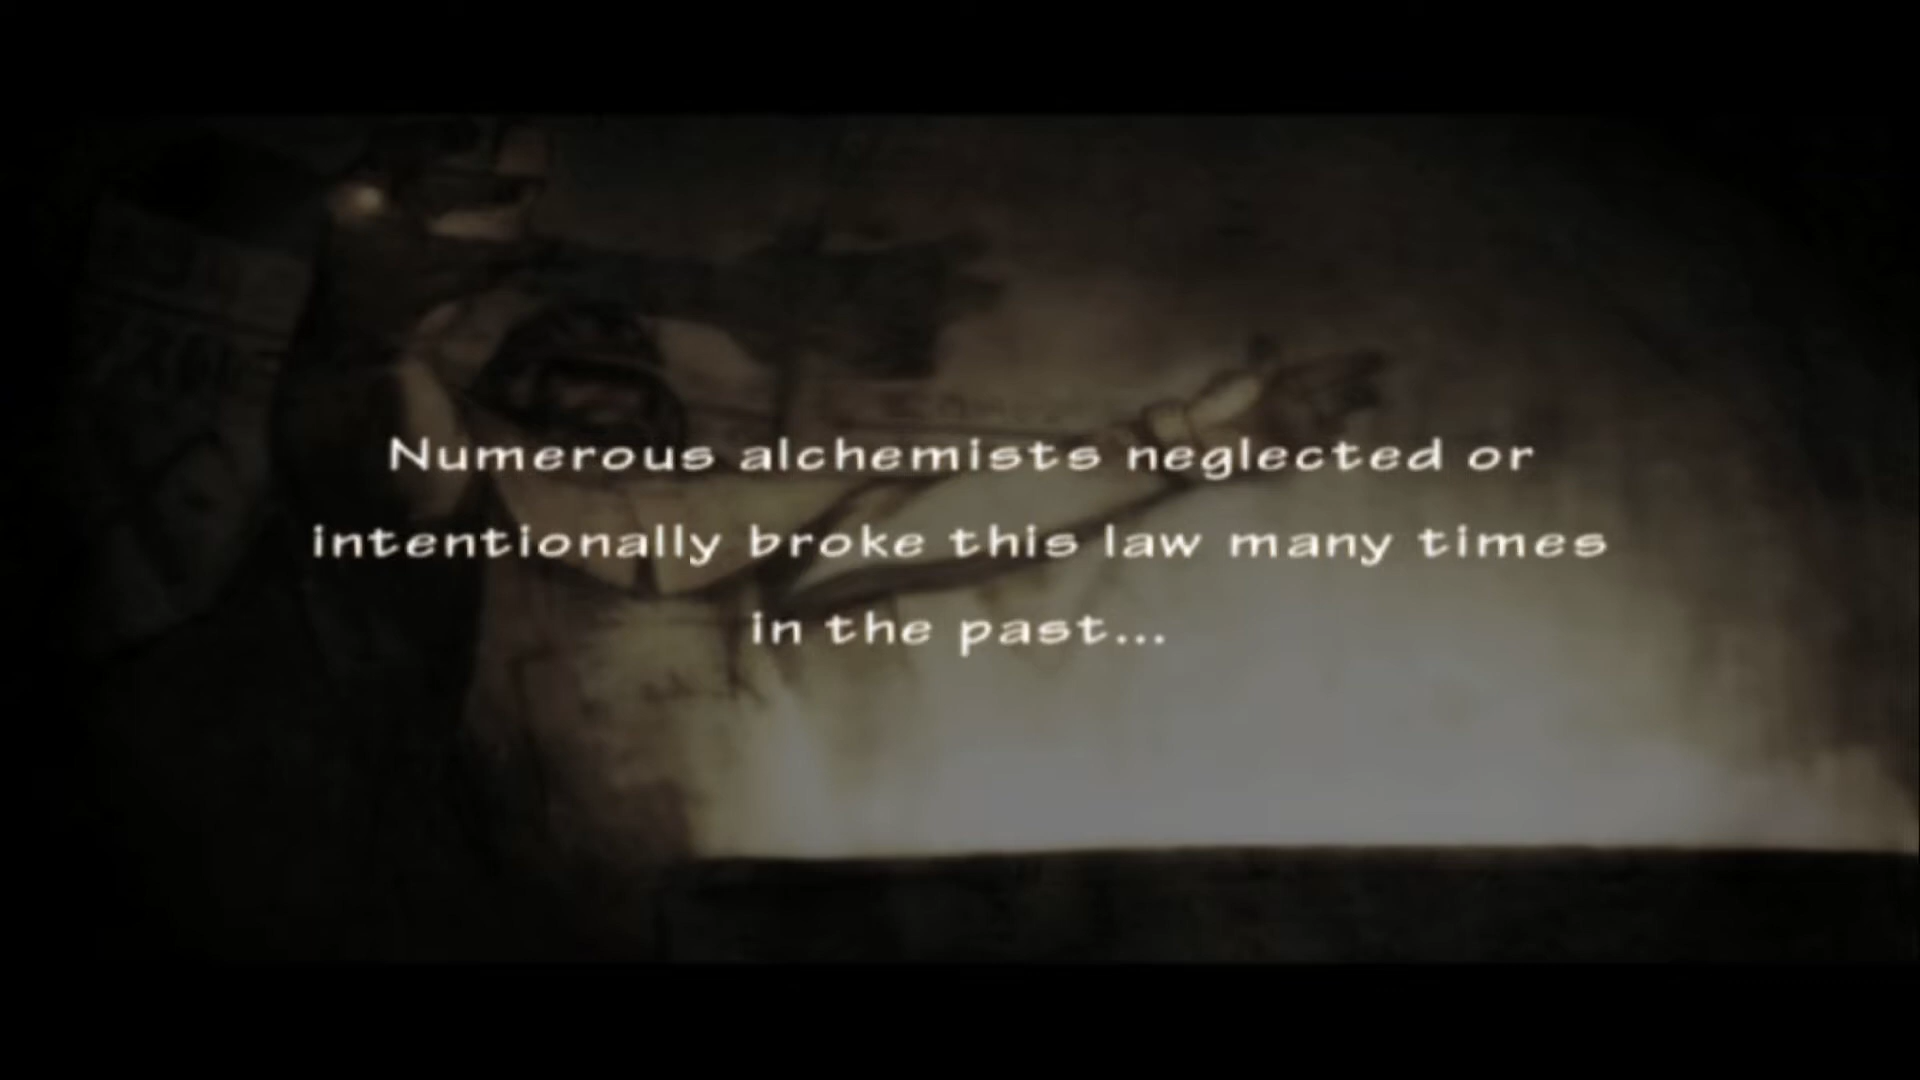 Numerous alchemists neglected or
intentionally broke this law many times
in the past...